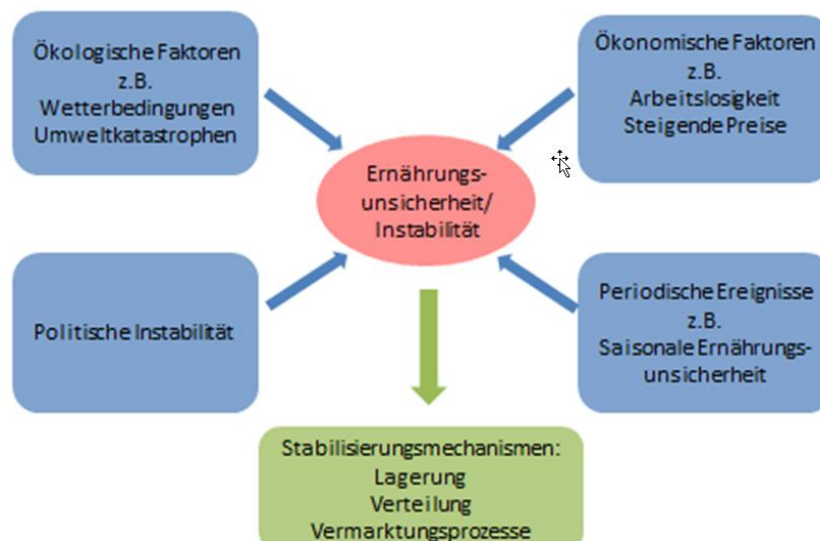 Ökologische Faktoren
z.B.
Wetterbedingungen
Umweltkatastrophen
Ökonomische Faktoren
z.B.
Arbeitslosigkeit
Steigende Preise
Ernährungs-
unsicherheit/
Instabilität
Politische Instabilität
Periodische Ereignisse
z.B.
Saisonale Ernährungs-
unsicherheit
Stabilisierungsmechanismen:
Lagerung
Verteilung
Vermarktungsprozesse